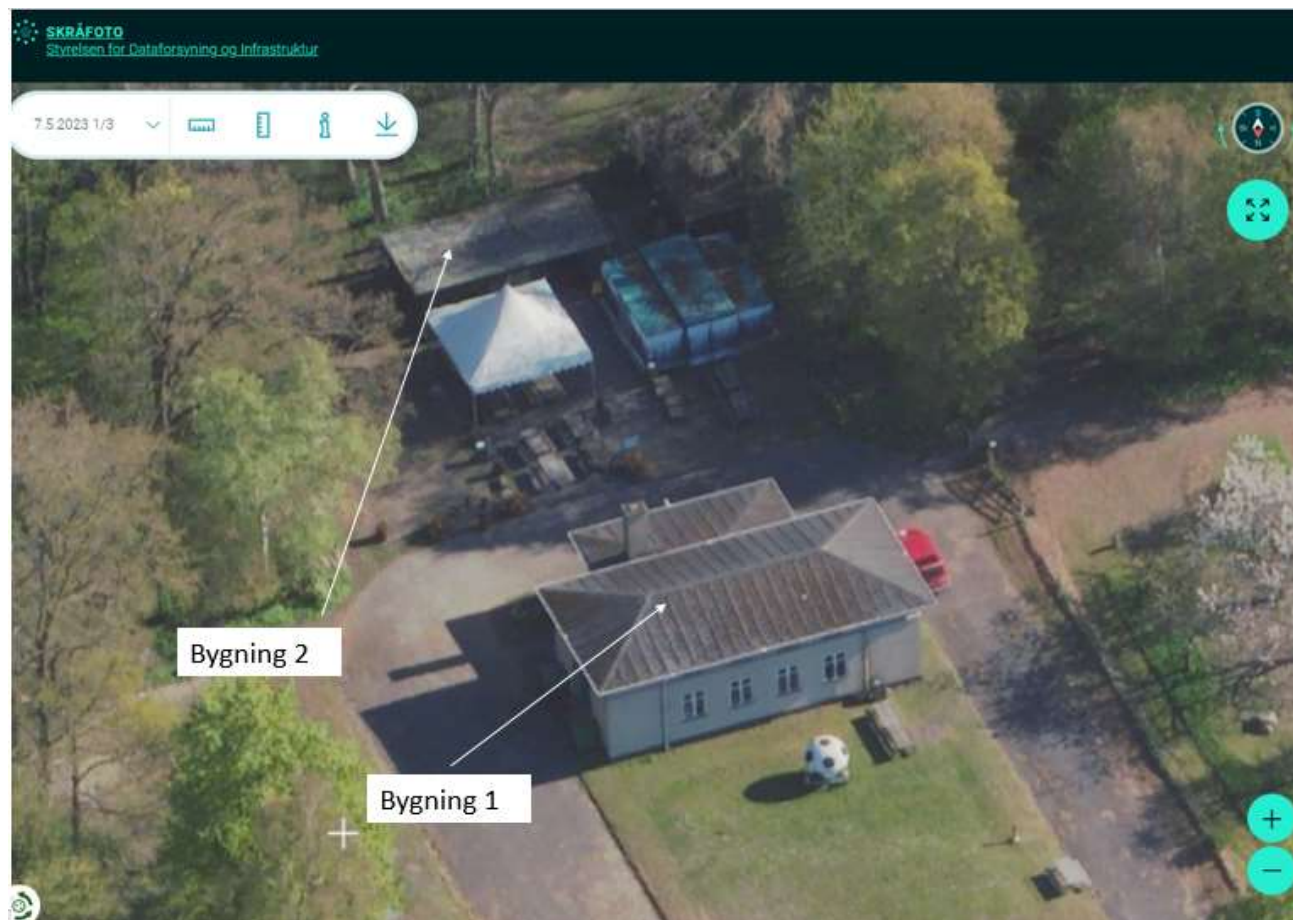 SKRÅFOTO
Styrelsen for Dataforsyning og Infrastruktur
7.5.2023 1/3
Bygning 2
Bygning 1